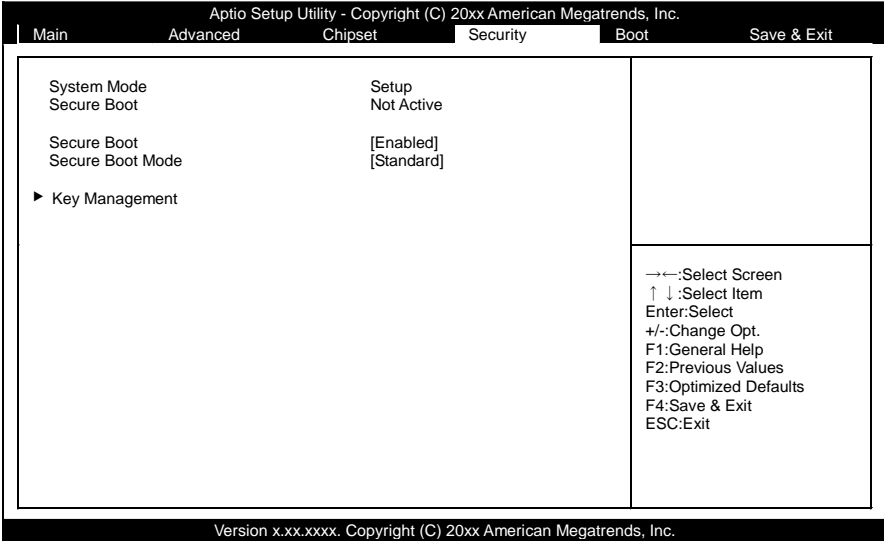 Aptio Setup Utility - Copyright (C) 20xx American Megatrends, Inc.
Main Advanced Chipset Security Boot Save & Exit
System Mode Setup
Secure Boot Not Active
Secure Boot [Enabled]
Secure Boot Mode [Standard]
▶ Key Management
→←:Select Screen
↑↓:Select Item
Enter:Select
+/-:Change Opt.
F1:General Help
F2:Previous Values
F3:Optimized Defaults
F4:Save & Exit
ESC:Exit
Version x.xx.xxxx. Copyright (C) 20xx American Megatrends, Inc.